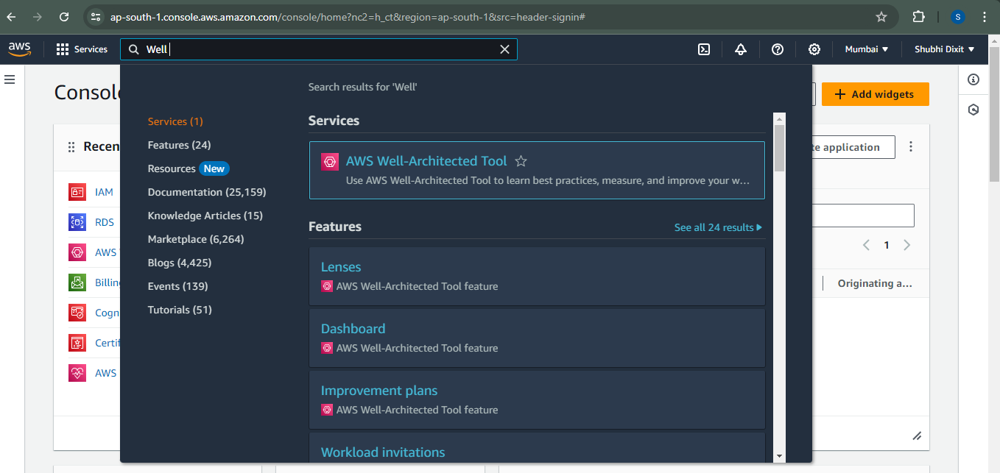 ap-south-1.console.aws.amazon.com/console/home?nc2=h_ct&region=ap-south-1&src=header-signin#
S
aws
Services
Well
Mumbai
Shubhi Dixit
Search results for 'Well'
Services (1)
Features (24)
Resources New
Documentation (25,159)
Knowledge Articles (15)
Marketplace (6,264)
Blogs (4,425)
Events (139)
Tutorials (51)
Services
AWS Well-Architected Tool
Use AWS Well-Architected Tool to learn best practices, measure, and improve your w…
Features
See all 24 results
Lenses
AWS Well-Architected Tool feature
Dashboard
AWS Well-Architected Tool feature
Improvement plans
AWS Well-Architected Tool feature
Workload invitations
Consol
Add widgets
Recen
IAM
RDS
AWS
Billin
Cogn
Certif
AWS
te application
1
Originating a...